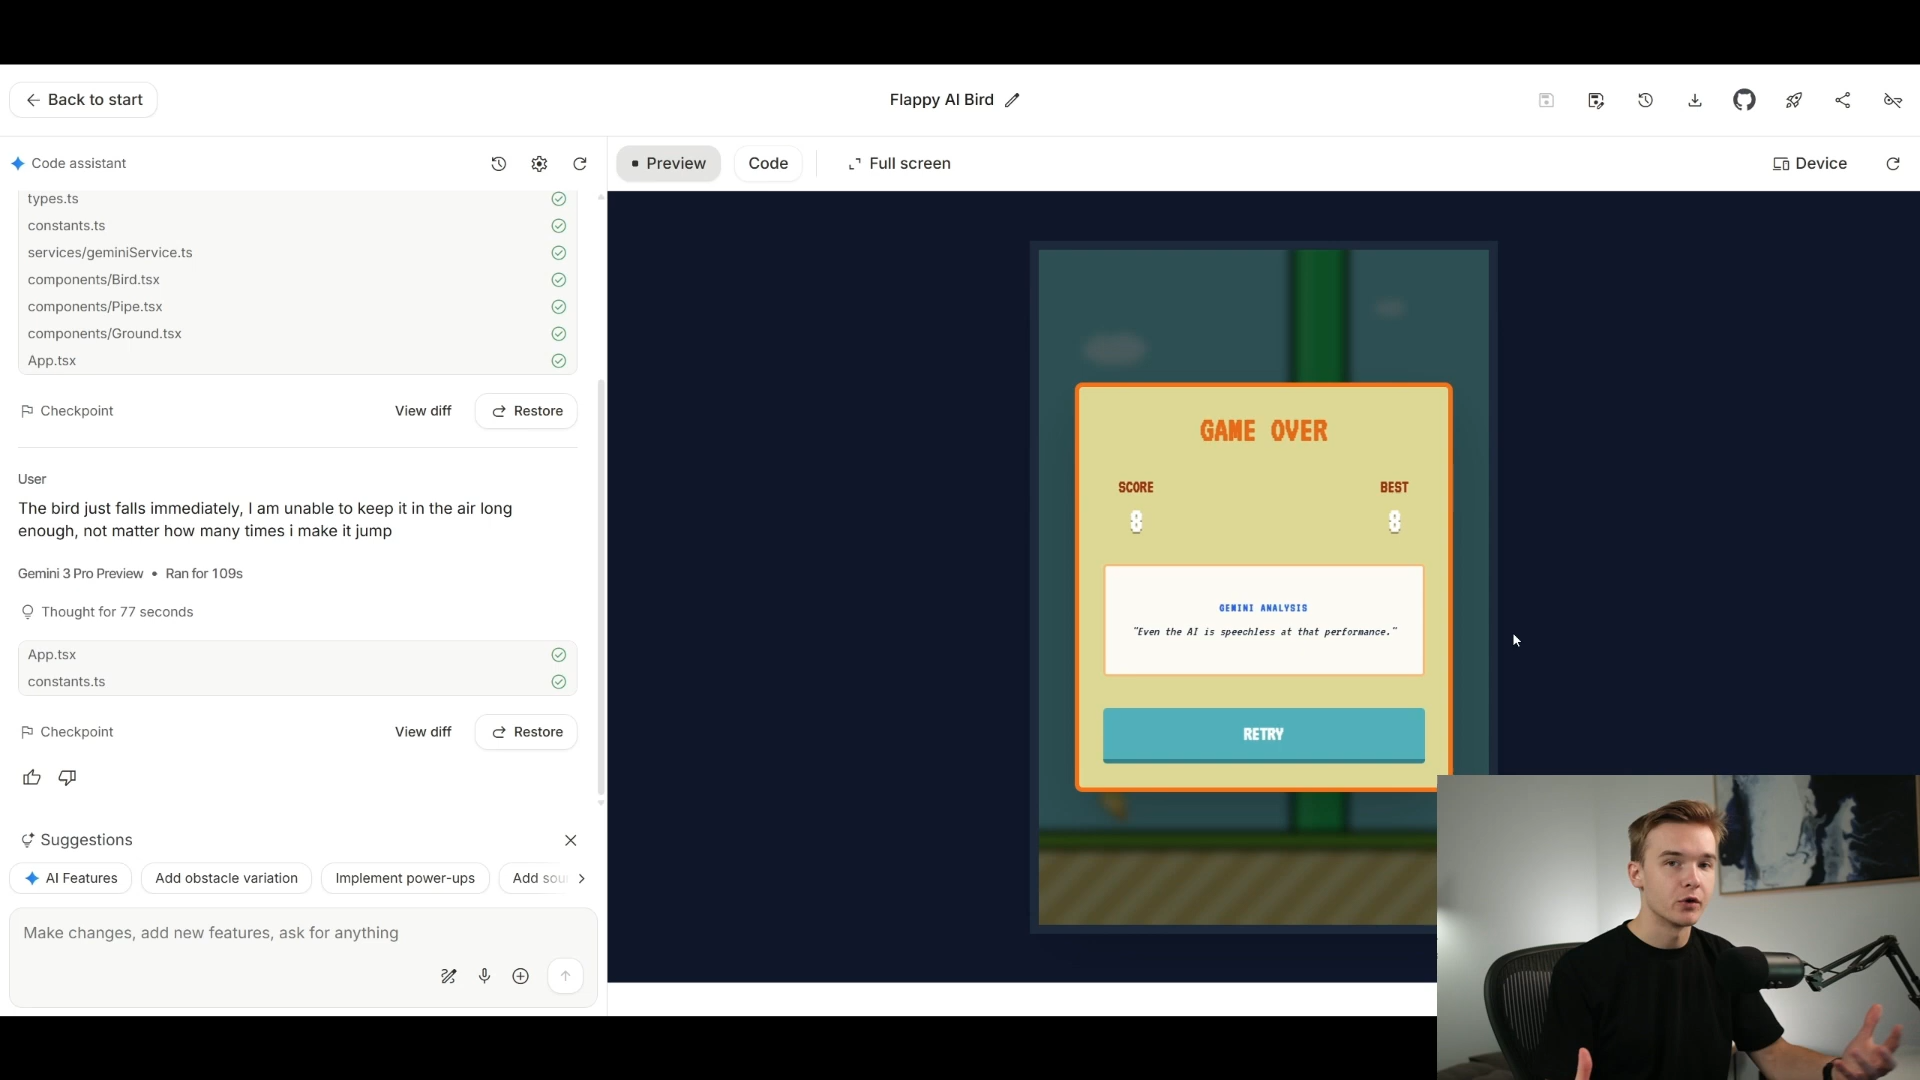 Back to start
Flappy AI Bird
Code assistant
Preview
Code
Full screen
Device
types.ts
constants.ts
services/geminiService.ts
components/Bird.tsx
components/Pipe.tsx
components/Ground.tsx
App.tsx
Checkpoint
View diff
Restore
User
The bird just falls immediately, I am unable to keep it in the air long
enough, not matter how many times i make it jump
Gemini 3 Pro Preview • Ran for 109s
Thought for 77 seconds
App.tsx
constants.ts
Checkpoint
View diff
Restore
Suggestions
AI Features
Add obstacle variation
Implement power-ups
Add
Make changes, add new features, ask for anything
GAME OVER
SCORE
BEST
8
8
GEMINI ANALYSIS
"Even the AI is speechless at that performance."
RETRY